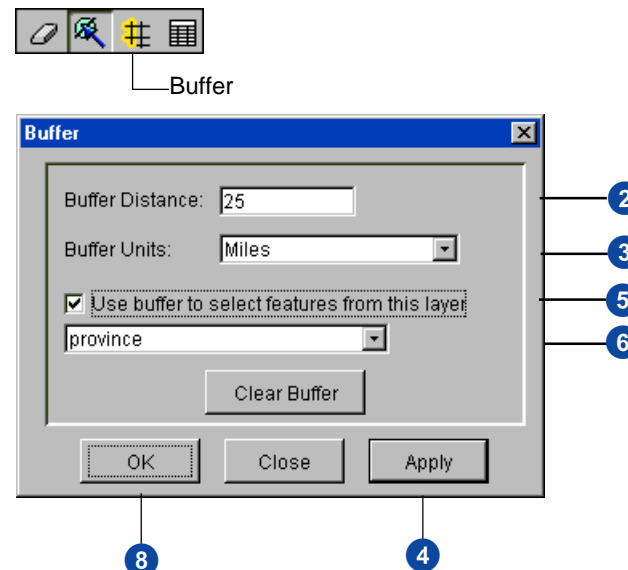 Buffer
Buffer
Buffer Distance: 25
2
Buffer Units: Miles
3
Use buffer to select features from this layer
5
province
6
Clear Buffer
OK Close Apply
8 4